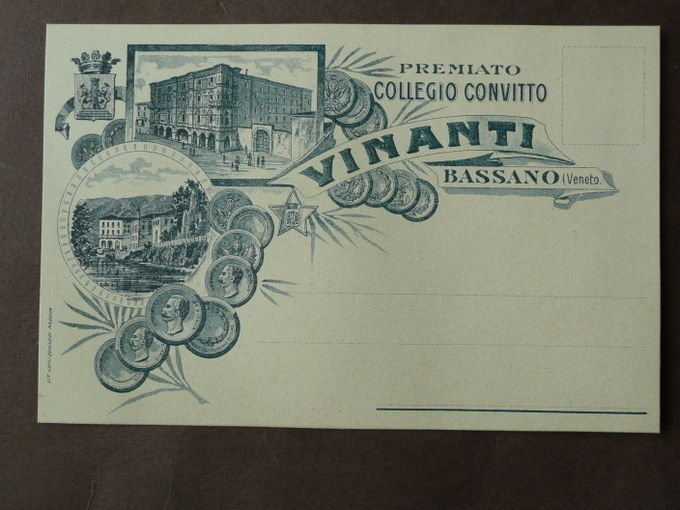 PREMIATO
COLLEGIO CONVITTO
VINANTI
BASSANO (Veneto.